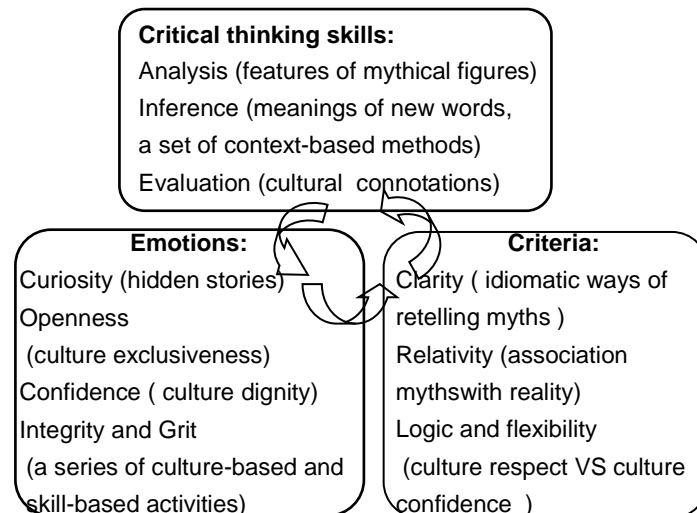 Critical thinking skills:
Analysis (features of mythical figures)
Inference (meanings of new words,
a set of context-based methods)
Evaluation (cultural connotations)
Emotions:
Curiosity (hidden stories)
Openness
(culture exclusiveness)
Confidence ( culture dignity)
Integrity and Grit
(a series of culture-based and
skill-based activities)
Criteria:
Clarity ( idiomatic ways of
retelling myths )
Relativity (association
mythswith reality)
Logic and flexibility
(culture respect VS culture
confidence )